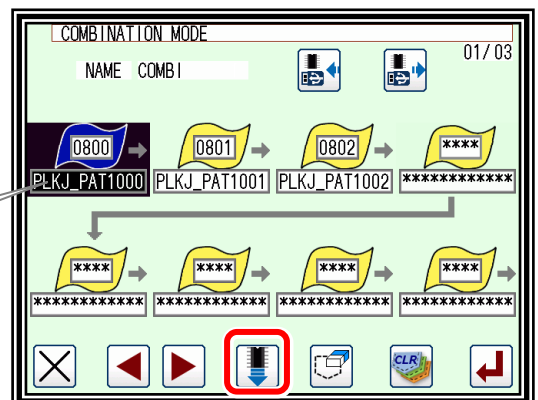 COMBINATION MODE
01/03
NAME COMBI
0800 0801 0802 ****
PLKJ_PAT1000 PLKJ_PAT1001 PLKJ_PAT1002 ************
**** **** **** ****
************ ************ ************ ************
CLR